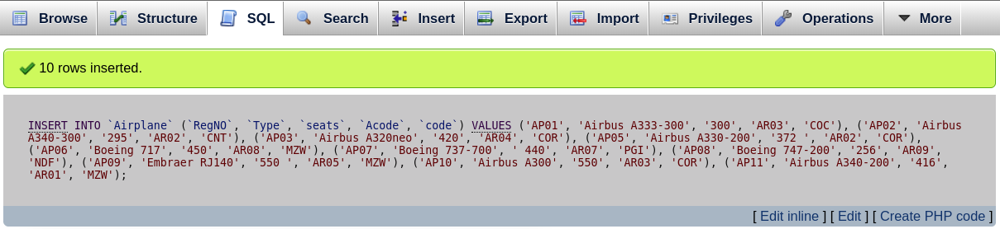 Browse Structure SQL Search Insert Export Import Privileges Operations More
10 rows inserted.
INSERT INTO `Airplane` (`RegNO`, `Type`, `seats`, `Acode`, `code`) VALUES ('AP01', 'Airbus A333-300', '300', 'AR03', 'COC'), ('AP02', 'Airbus
A340-300', '295', 'AR02', 'CNT'), ('AP03', 'Airbus A320neo', '420', 'AR04', 'COR'), ('AP05', 'Airbus A330-200', '372 ', 'AR02', 'COR'),
('AP06', 'Boeing 717', '450', 'AR08', 'MZW'), ('AP07', 'Boeing 737-700', ' 440', 'AR07', 'PGI'), ('AP08', 'Boeing 747-200', '256', 'AR09',
'NDF'), ('AP09', 'Embraer RJ140', '550 ', 'AR05', 'MZW'), ('AP10', 'Airbus A300', '550', 'AR03', 'COR'), ('AP11', 'Airbus A340-200', '416',
'AR01', 'MZW');
[ Edit inline ] [ Edit ] [ Create PHP code ]